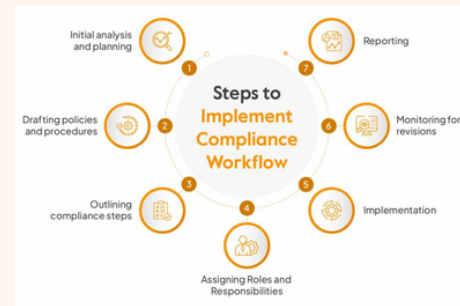 Steps to
Implement
Compliance
Workflow
1
Initial analysis
and planning
2
Drafting policies
and procedures
3
Outlining
compliance steps
4
Assigning Roles and
Responsibilities
5
Implementation
6
Monitoring for
revisions
7
Reporting